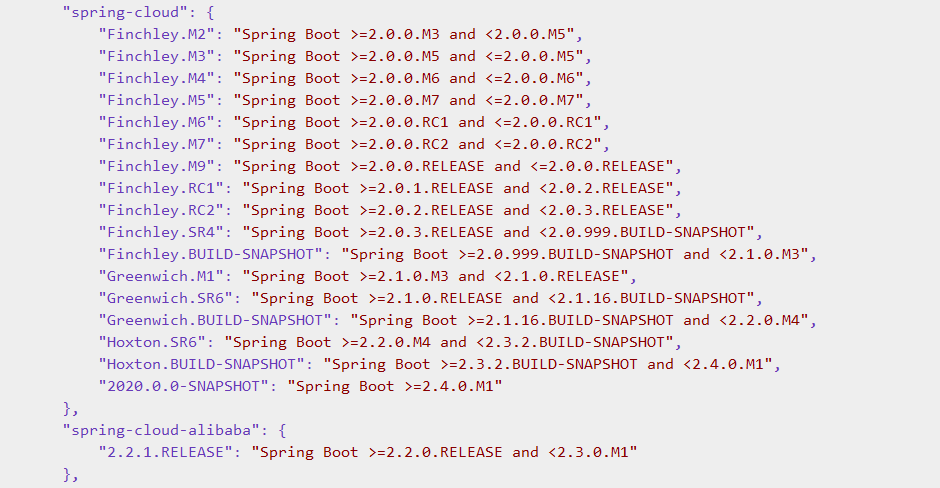 "spring-cloud": {
"Finchley.M2": "Spring Boot >=2.0.0.M3 and <2.0.0.M5",
"Finchley.M3": "Spring Boot >=2.0.0.M5 and <=2.0.0.M5",
"Finchley.M4": "Spring Boot >=2.0.0.M6 and <=2.0.0.M6",
"Finchley.M5": "Spring Boot >=2.0.0.M7 and <=2.0.0.M7",
"Finchley.M6": "Spring Boot >=2.0.0.RC1 and <=2.0.0.RC1",
"Finchley.M7": "Spring Boot >=2.0.0.RC2 and <=2.0.0.RC2",
"Finchley.M9": "Spring Boot >=2.0.0.RELEASE and <=2.0.0.RELEASE",
"Finchley.RC1": "Spring Boot >=2.0.1.RELEASE and <2.0.2.RELEASE",
"Finchley.RC2": "Spring Boot >=2.0.2.RELEASE and <2.0.3.RELEASE",
"Finchley.SR4": "Spring Boot >=2.0.3.RELEASE and <2.0.999.BUILD-SNAPSHOT",
"Finchley.BUILD-SNAPSHOT": "Spring Boot >=2.0.999.BUILD-SNAPSHOT and <2.1.0.M3",
"Greenwich.M1": "Spring Boot >=2.1.0.M3 and <2.1.0.RELEASE",
"Greenwich.SR6": "Spring Boot >=2.1.0.RELEASE and <2.1.16.BUILD-SNAPSHOT",
"Greenwich.BUILD-SNAPSHOT": "Spring Boot >=2.1.16.BUILD-SNAPSHOT and <2.2.0.M4",
"Hoxton.SR6": "Spring Boot >=2.2.0.M4 and <2.3.2.BUILD-SNAPSHOT",
"Hoxton.BUILD-SNAPSHOT": "Spring Boot >=2.3.2.BUILD-SNAPSHOT and <2.4.0.M1",
"2020.0.0-SNAPSHOT": "Spring Boot >=2.4.0.M1"
},
"spring-cloud-alibaba": {
"2.2.1.RELEASE": "Spring Boot >=2.2.0.RELEASE and <2.3.0.M1"
},